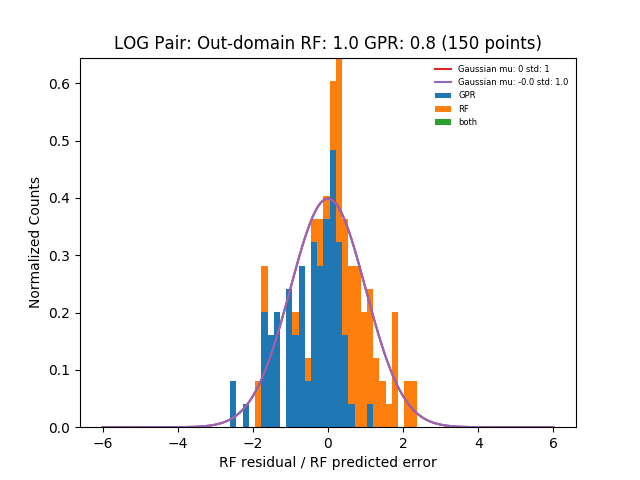 LOG Pair: Out-domain RF: 1.0 GPR: 0.8 (150 points)
Gaussian mu: 0 std: 1
Gaussian mu: -0.0 std: 1.0
GPR
RF
both
Normalized Counts
0.6
0.5
0.4
0.3
0.2
0.1
0.0
−6
−4
−2
0
2
4
6
RF residual / RF predicted error